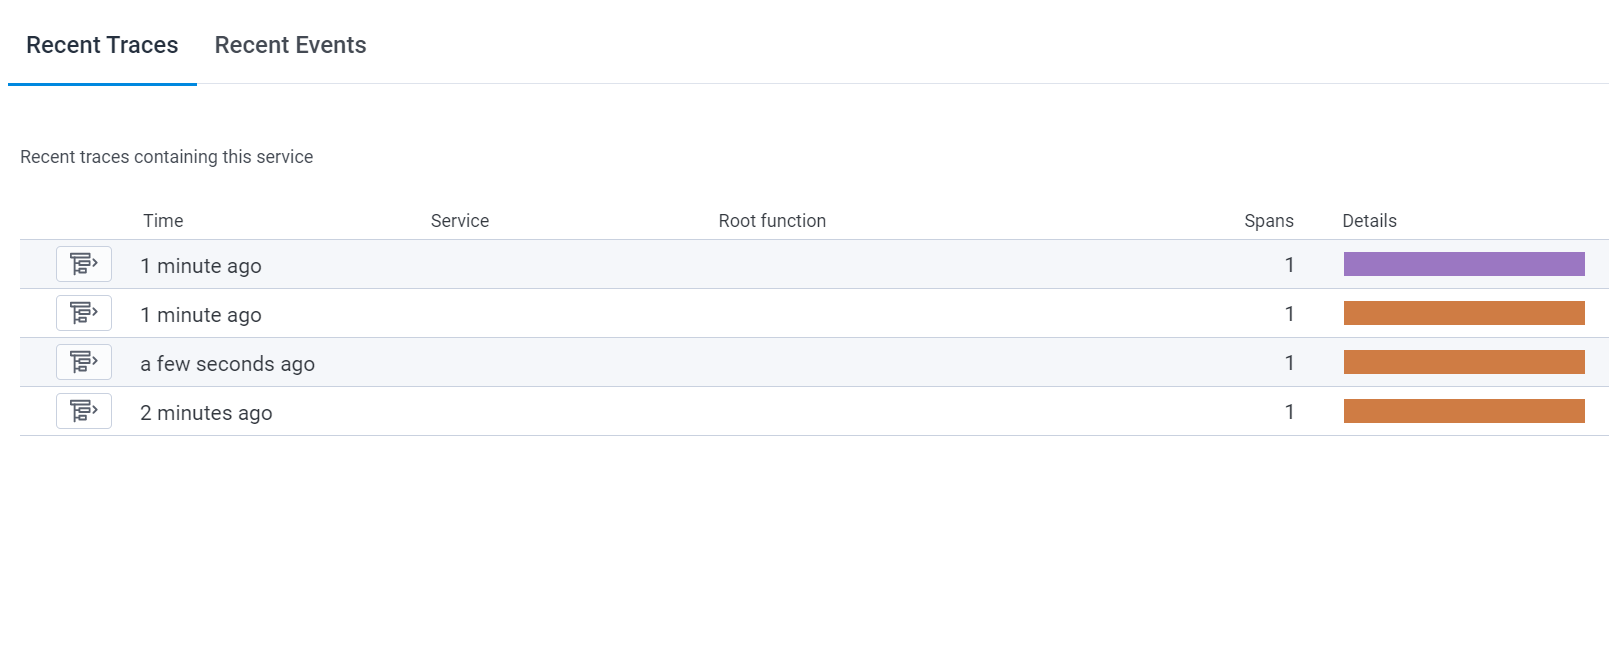 Recent Traces Recent Events
Recent traces containing this service
Time Service Root function Spans Details
1 minute ago 1
1 minute ago 1
a few seconds ago 1
2 minutes ago 1